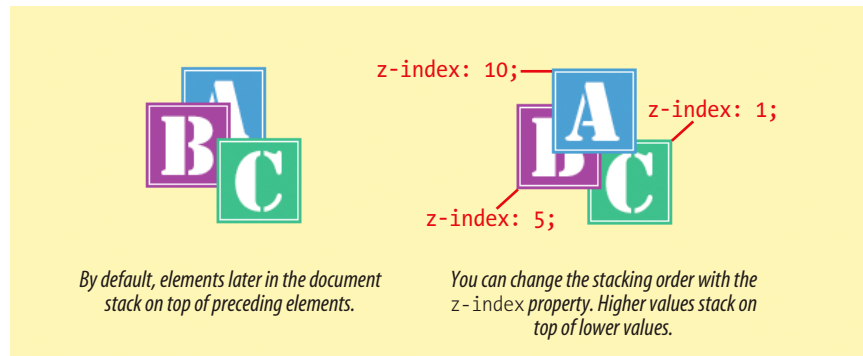 A
B
C
By default, elements later in the document
stack on top of preceding elements.
z-index: 10;
A
z-index: 1;
B
C
z-index: 5;
You can change the stacking order with the
z-index property. Higher values stack on
top of lower values.